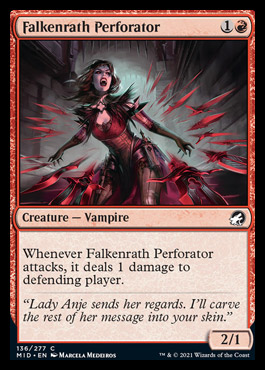 Falkenrath Perforator 1
Creature — Vampire
Whenever Falkenrath Perforator
attacks, it deals 1 damage to
defending player.
“Lady Anje sends her regards. I’ll carve
the rest of her message into your skin.”
2/1
136/277 C
MID • EN MARCELA MEDEIROS
™ & © 2021 Wizards of the Coast